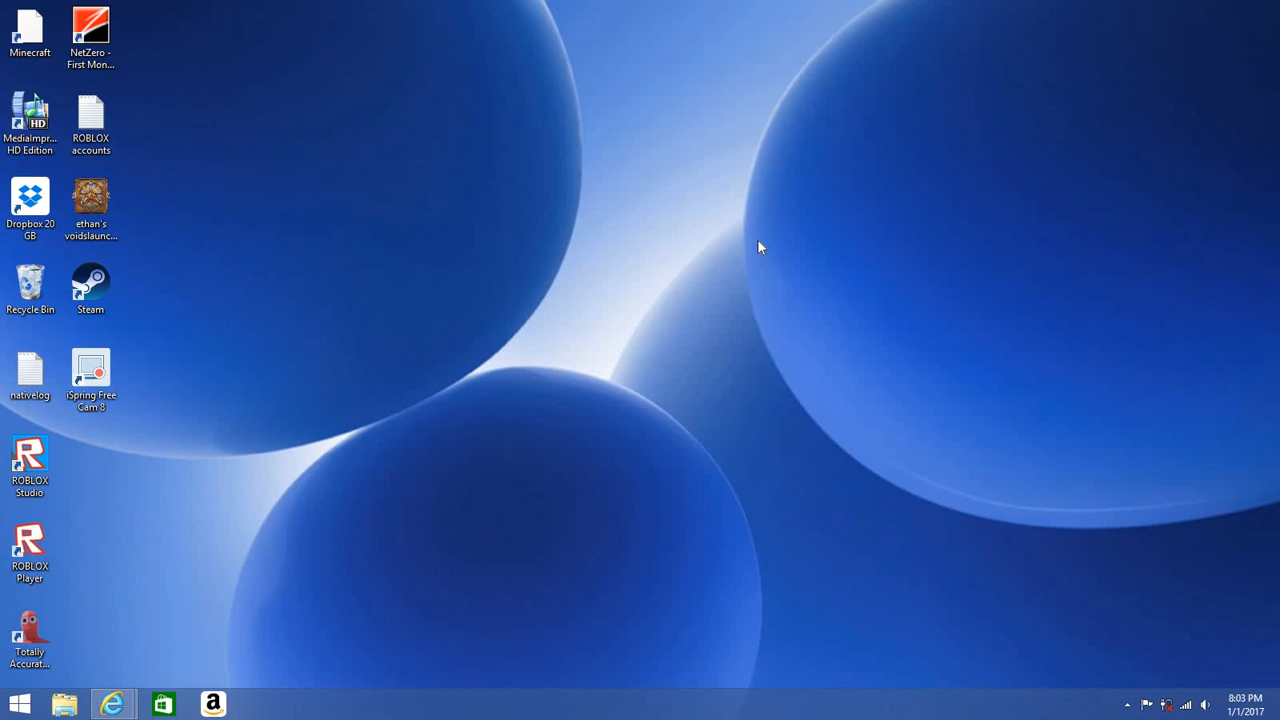 Minecraft
NetZero -
First Mon...
MediaImpr...
HD Edition
HD
ROBLOX
accounts
Dropbox 20
GB
ethan's
voidslaunc...
Recycle Bin
Steam
nativelog
iSpring Free
Cam 8
ROBLOX
Studio
ROBLOX
Player
Totally
Accurat...
8:03 PM
1/1/2017